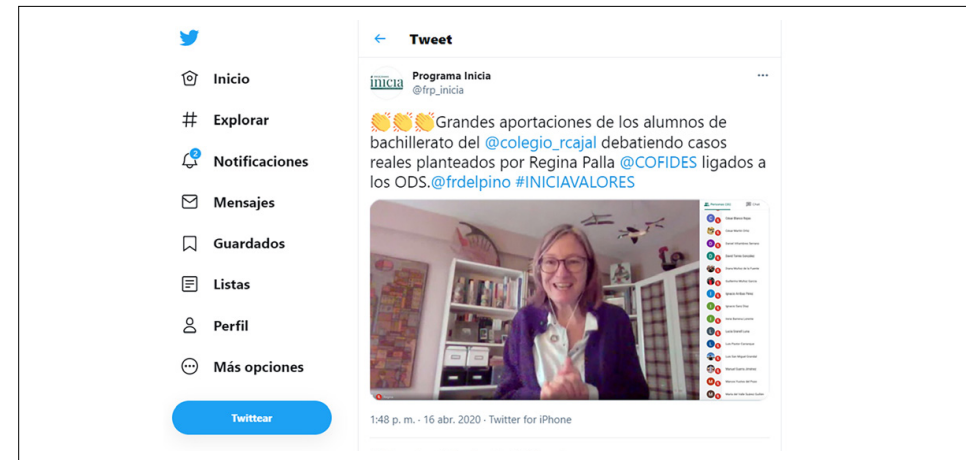 Tweet
Inicio
Explorar
2
Notificaciones
Mensajes
Guardados
Listas
Perfil
Más opciones
Twittear
inicia
Programa Inicia
@frp_inicia
Grandes aportaciones de los alumnos de
bachillerato del @colegio_rcajal debatiendo casos
reales planteados por Regina Palla @COFIDES ligados a
los ODS.@frdelpino #INICIAVALORES
1:48 p. m. · 16 abr. 2020 · Twitter for iPhone